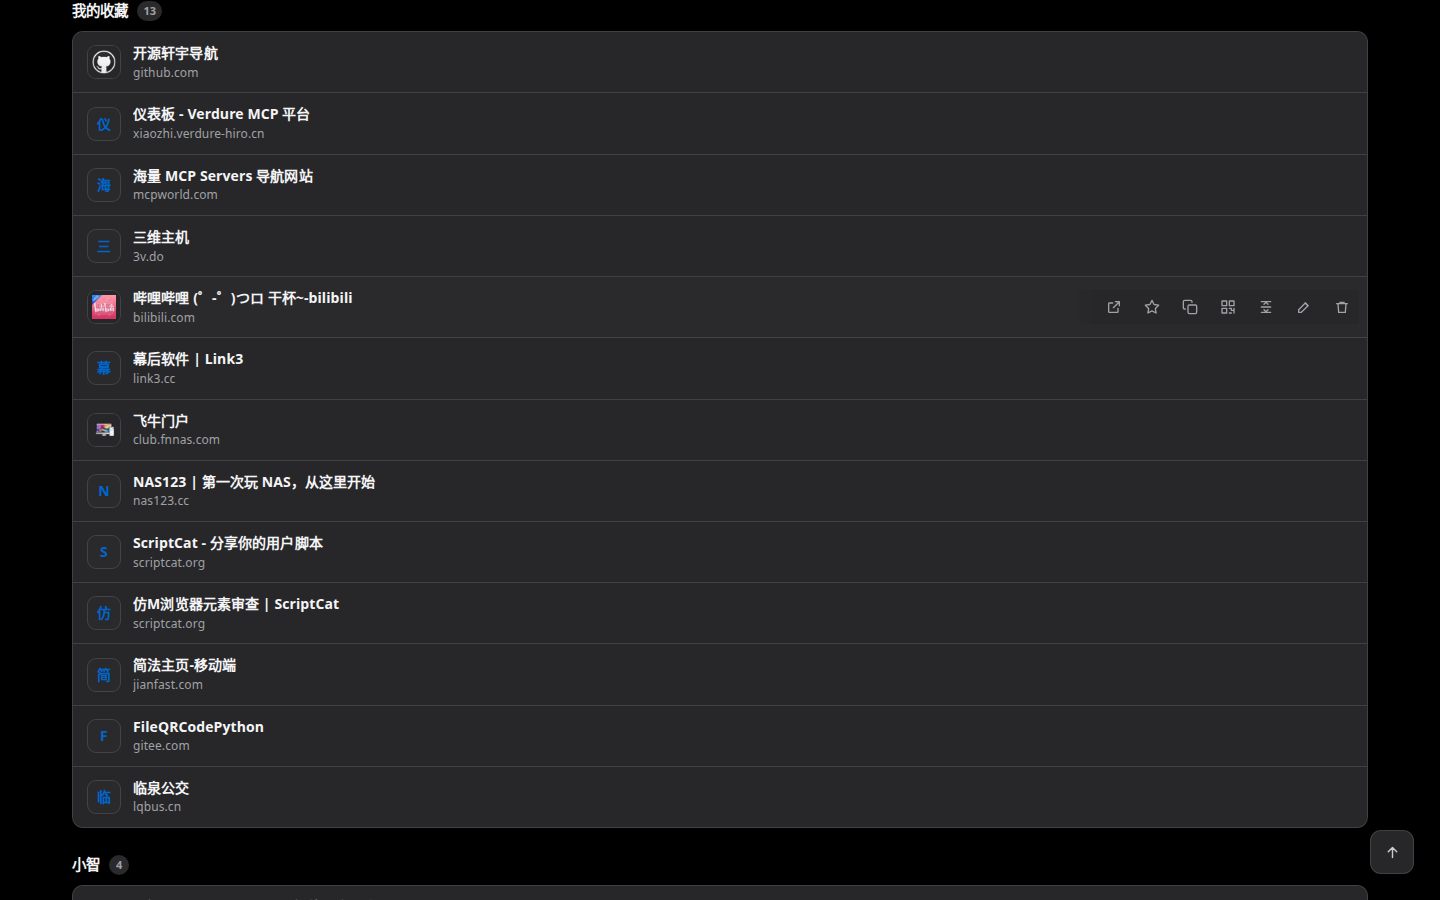 我的收藏 13
开源轩宇导航
github.com
仪
仪表板 - Verdure MCP 平台
xiaozhi.verdure-hiro.cn
海
海量 MCP Servers 导航网站
mcpworld.com
三
三维主机
3v.do
哔哩哔哩 (゜-゜)つロ 干杯~-bilibili
bilibili.com
幕
幕后软件 | Link3
link3.cc
飞牛门户
club.fnnas.com
N
NAS123 | 第一次玩 NAS，从这里开始
nas123.cc
S
ScriptCat - 分享你的用户脚本
scriptcat.org
仿
仿M浏览器元素审查 | ScriptCat
scriptcat.org
简
简法主页-移动端
jianfast.com
F
FileQRCodePython
gitee.com
临
临泉公交
lqbus.cn
小智 4